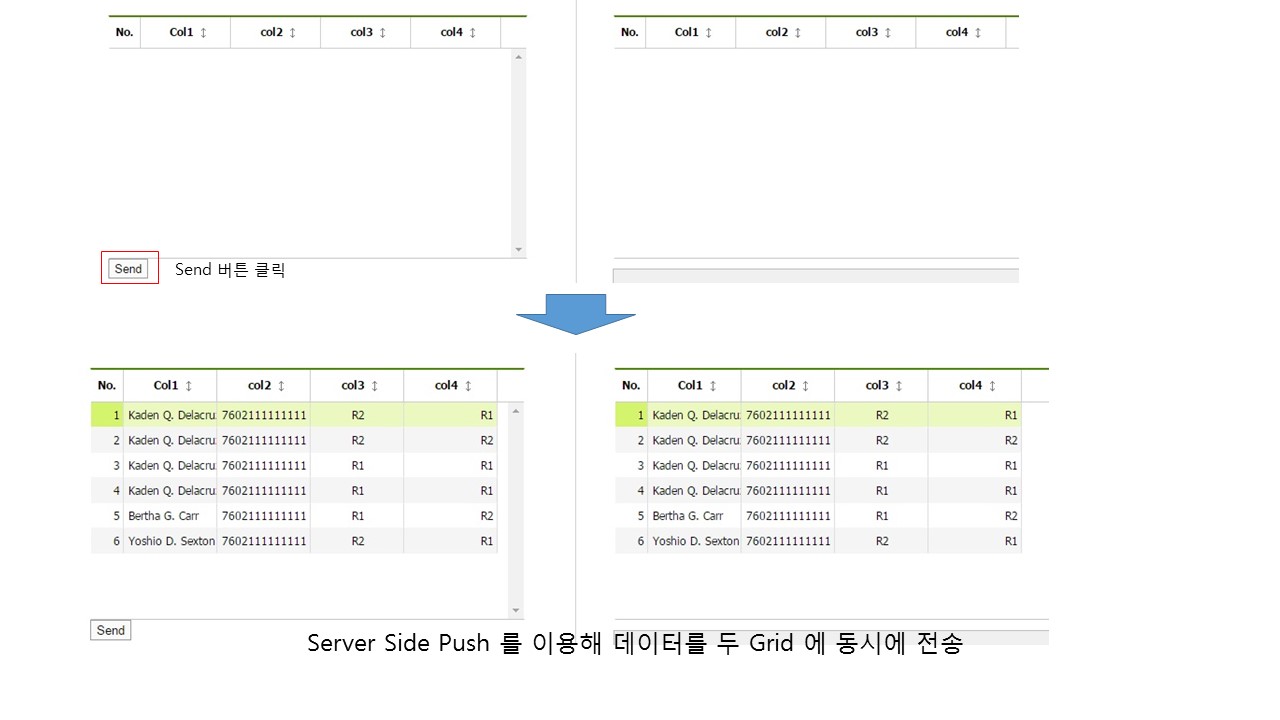 No. Col1 col2 col3 col4
No. Col1 col2 col3 col4
Send
Send 버튼 클릭
No. Col1 col2 col3 col4
1 Kaden Q. Delacru 7602111111111 R2 R1
2 Kaden Q. Delacru 7602111111111 R2 R2
3 Kaden Q. Delacru 7602111111111 R1 R1
4 Kaden Q. Delacru 7602111111111 R1 R1
5 Bertha G. Carr 7602111111111 R1 R2
6 Yoshio D. Sexton 7602111111111 R2 R1
Send
No. Col1 col2 col3 col4
1 Kaden Q. Delacru 7602111111111 R2 R1
2 Kaden Q. Delacru 7602111111111 R2 R2
3 Kaden Q. Delacru 7602111111111 R1 R1
4 Kaden Q. Delacru 7602111111111 R1 R1
5 Bertha G. Carr 7602111111111 R1 R2
6 Yoshio D. Sexton 7602111111111 R2 R1
Server Side Push 를 이용해 데이터를 두 Grid 에 동시에 전송